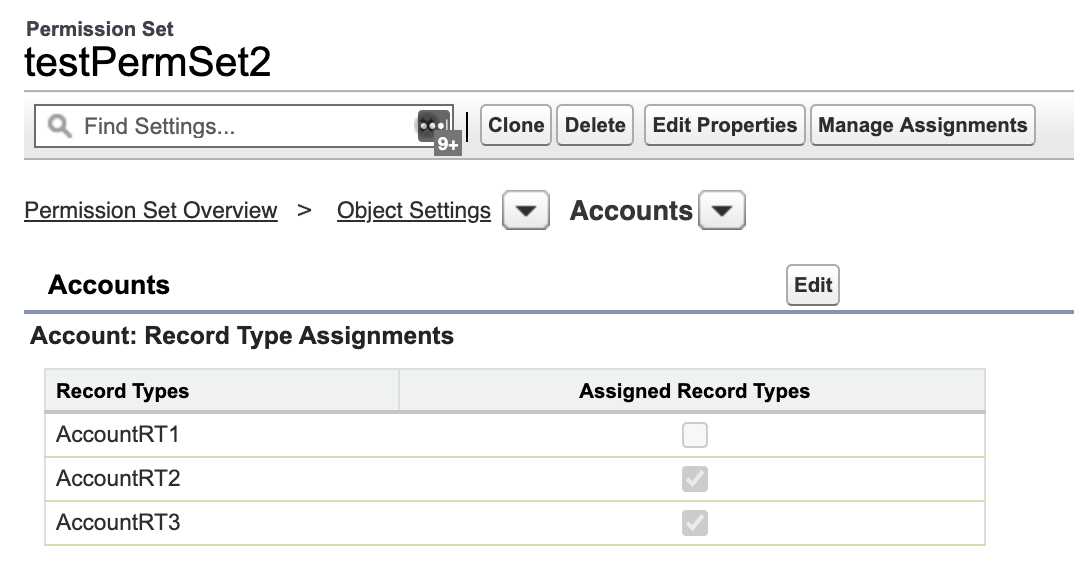 Permission Set
testPermSet2
Find Settings... 9+ Clone Delete Edit Properties Manage Assignments
Permission Set Overview > Object Settings Accounts
Accounts Edit
Account: Record Type Assignments
Record Types Assigned Record Types
AccountRT1
AccountRT2
AccountRT3